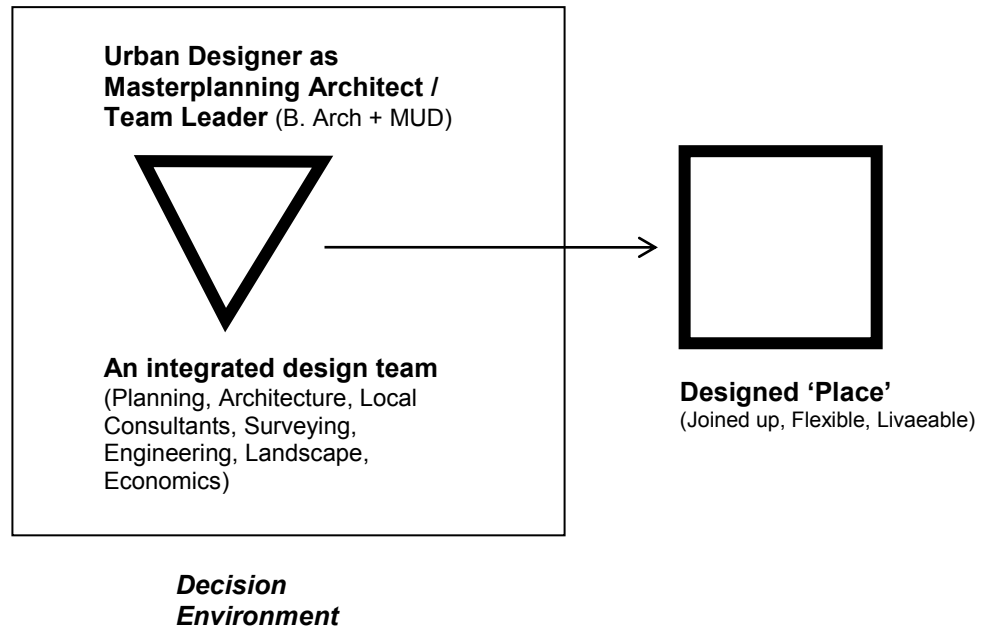 Urban Designer as
Masterplanning Architect /
Team Leader (B. Arch + MUD)
An integrated design team
(Planning, Architecture, Local
Consultants, Surveying,
Engineering, Landscape,
Economics)
Designed ‘Place’
(Joined up, Flexible, Livaeable)
Decision
Environment